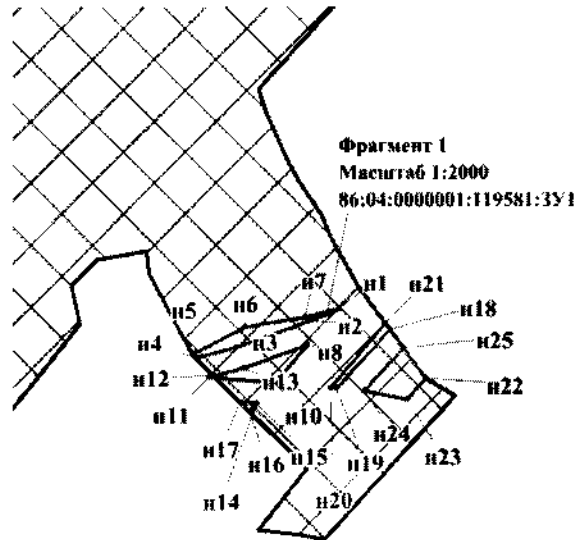 Фрагмент 1
Масштаб 1:2000
86:04:0000001:119581:ЗУ1
н1
н7
н21
н18
н6
н5
н2
н25
н4
н3
н8
н12
н13
н22
н11
н10
н24
н17
н15
н23
н16
н19
н14
н20